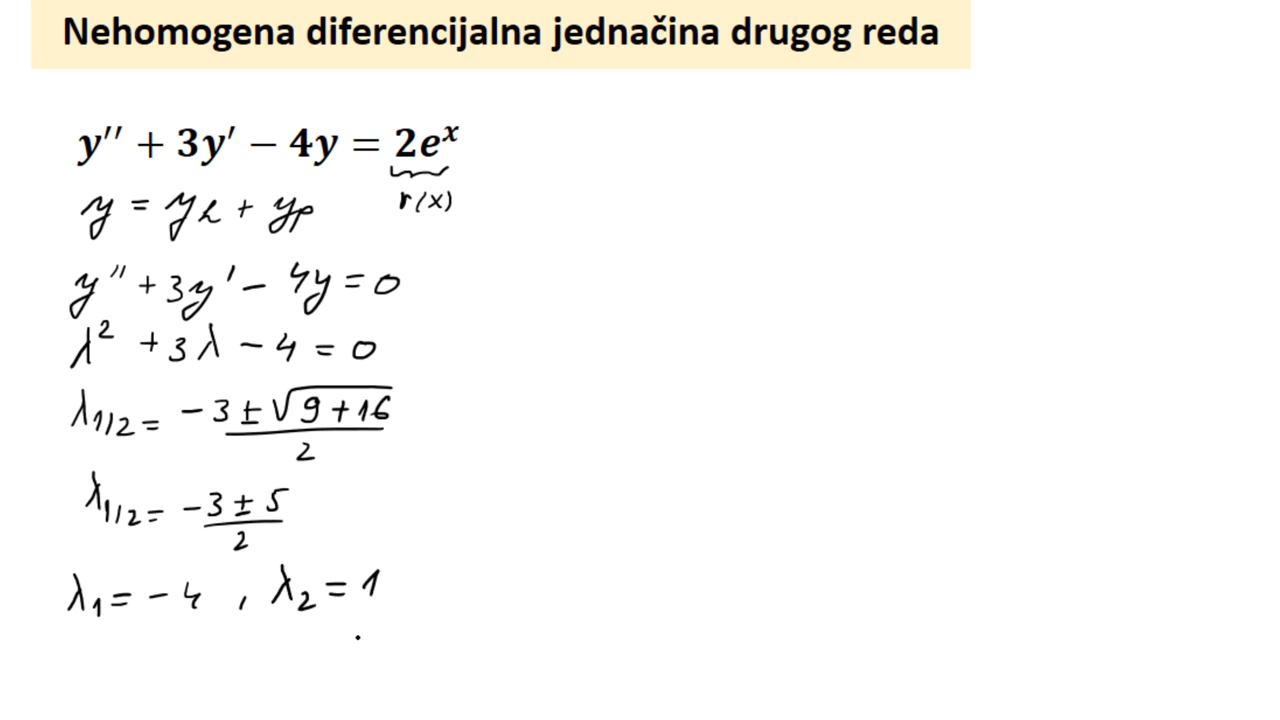 Nehomogena diferencijalna jednačina drugog reda
y'' + 3y' − 4y = 2eˣ
r(x)
y = yh + yp
y'' + 3y' − 4y = 0
λ² + 3λ − 4 = 0
λ1/2 = −3 ± √(9 + 16) / 2
λ1/2 = −3 ± 5 / 2
λ1 = −4 , λ2 = 1